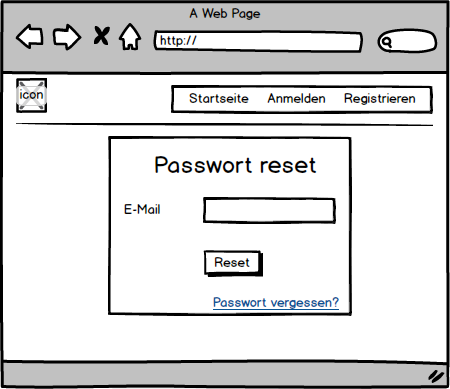 A Web Page
http://
icon
Startseite Anmelden Registrieren
Passwort reset
E-Mail
Reset
Passwort vergessen?